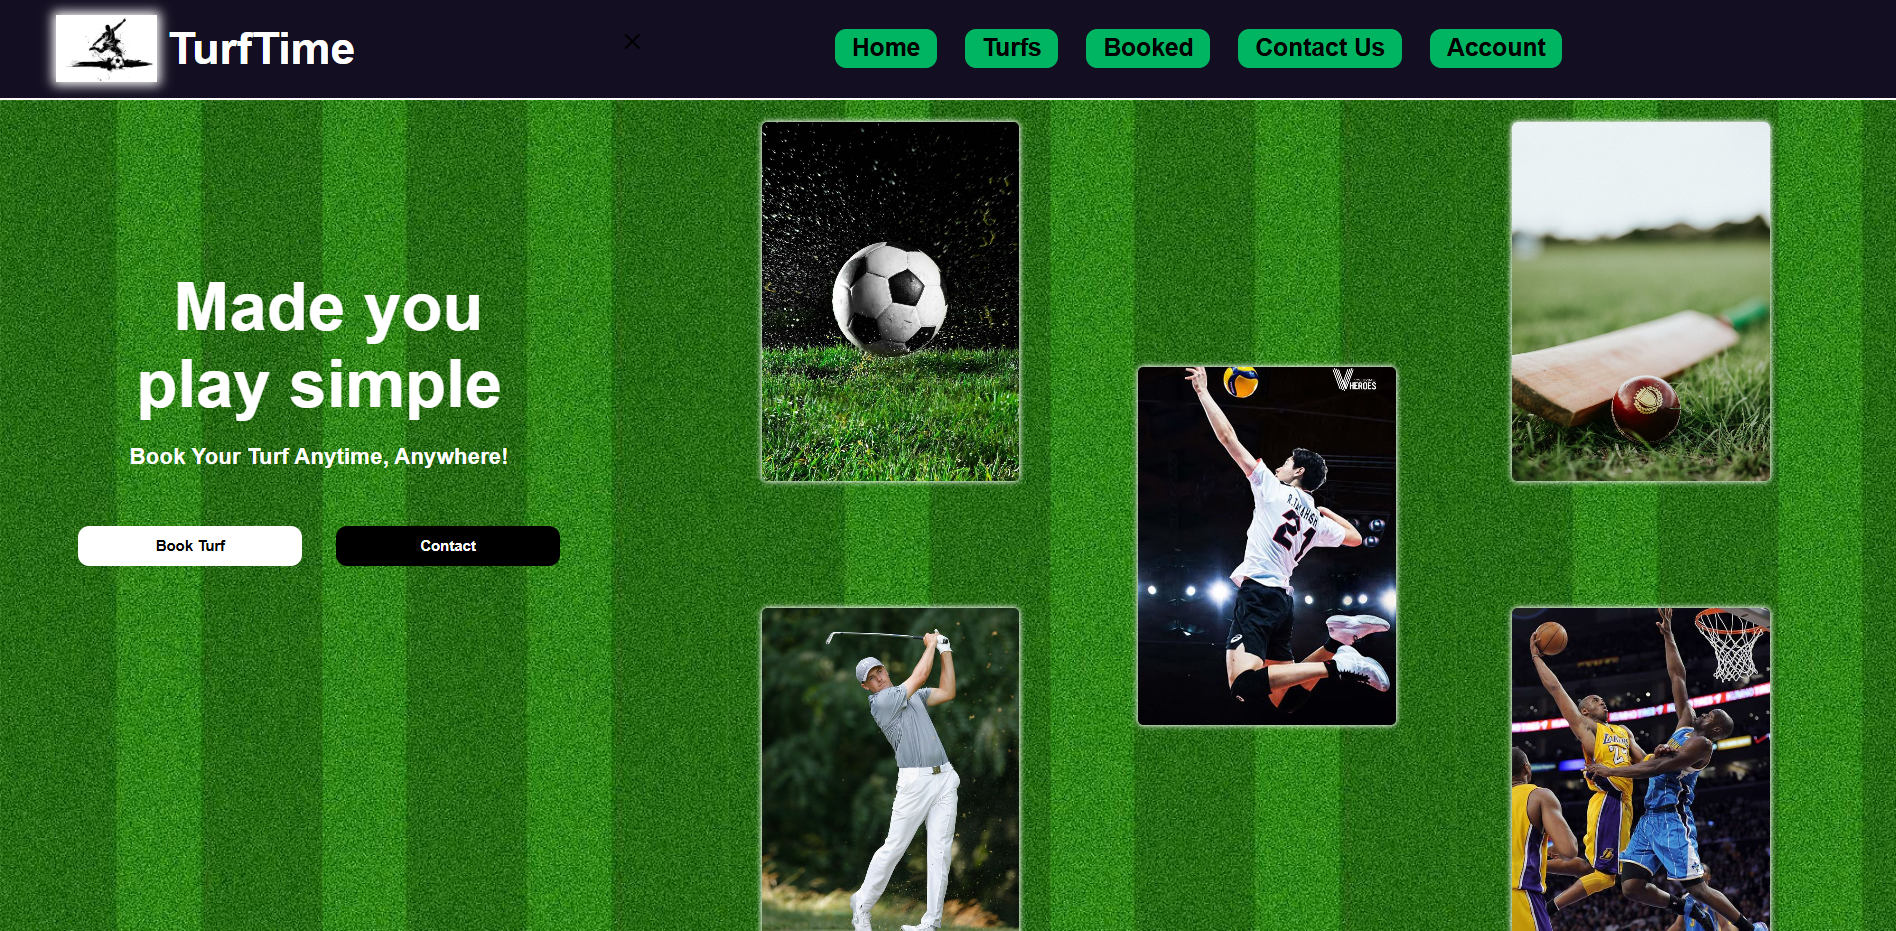 TurfTime
Home
Turfs
Booked
Contact Us
Account
Made you
play simple
Book Your Turf Anytime, Anywhere!
Book Turf
Contact
HEROES
21